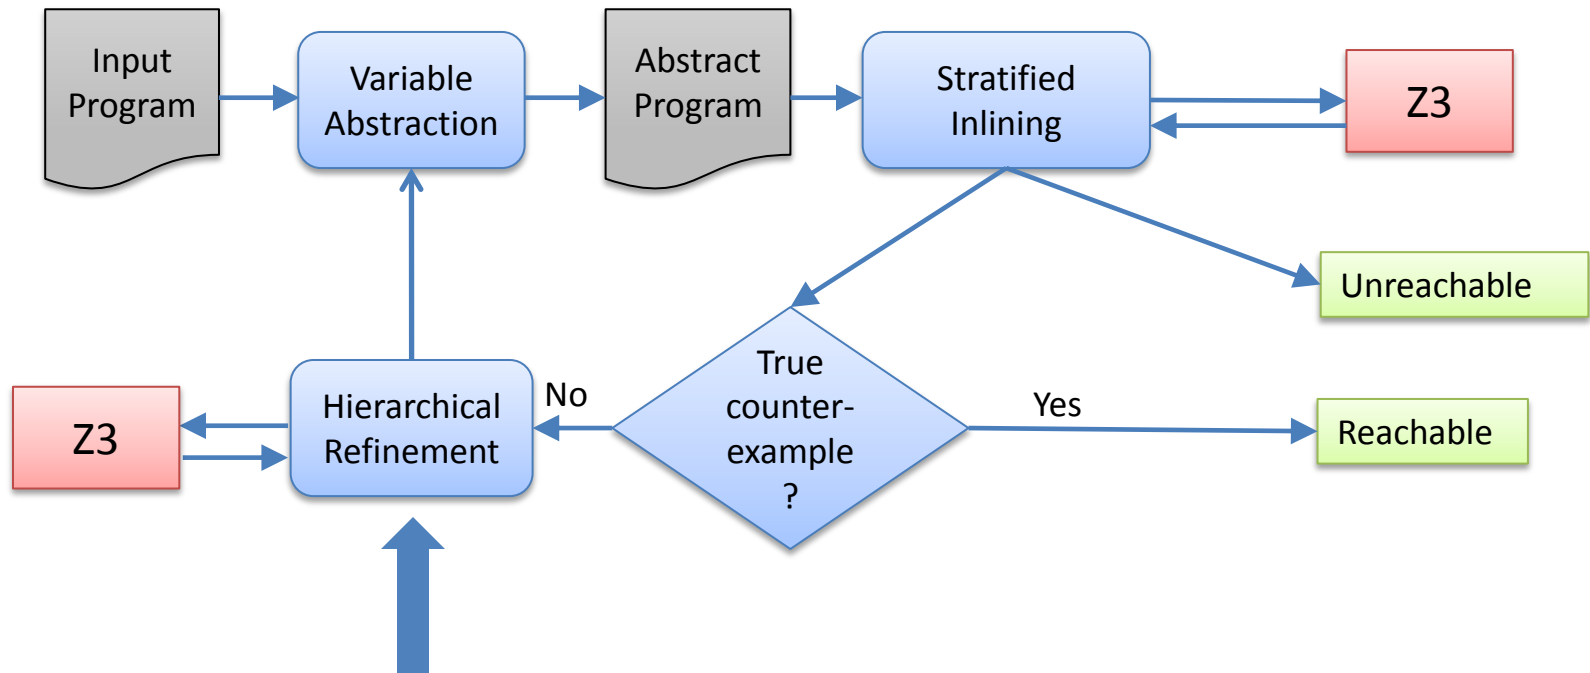 Input
Program
Variable
Abstraction
Abstract
Program
Stratified
Inlining
Z3
Unreachable
True
counter-
example
?
No
Yes
Reachable
Hierarchical
Refinement
Z3